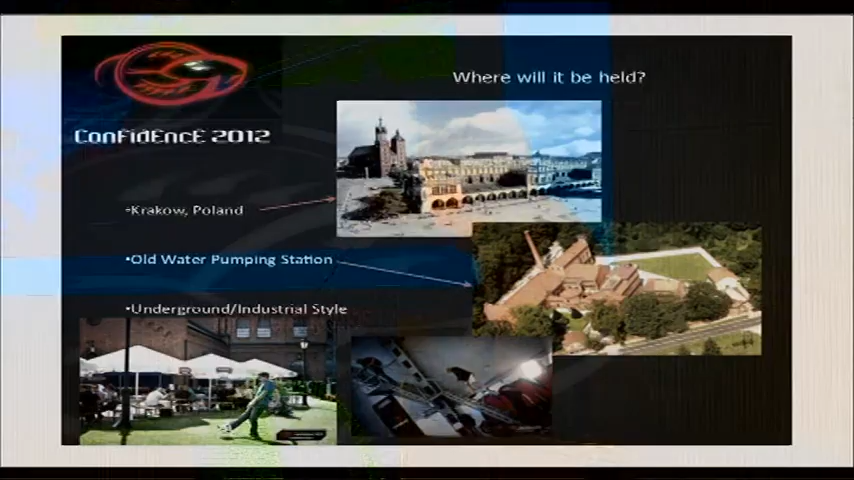 Where will it be held?
ConFidEncE 2012
•Krakow, Poland
•Old Water Pumping Station
•Underground/Industrial Style